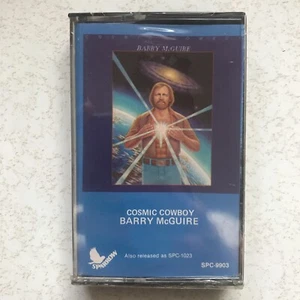 BARRY McGUIRE
COSMIC COWBOY
BARRY McGUIRE
Also released as SPC-1023
SPARROW
SPC-9903